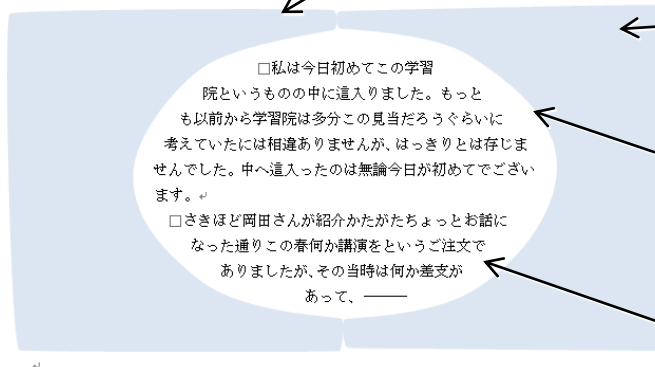 □私は今日初めてこの学習
院というものの中に這入りました。もっと
も以前から学習院は多分この見当だろうぐらいに
考えていたには相違ありませんが、はっきりとは存じま
せんでした。中へ這入ったのは無論今日が初めてでござい
ます。
□さきほど岡田さんが紹介かたがたちょっとお話に
なった通りこの春何か講演をというご注文で
ありましたが、その当時は何か差支が
あって、―――